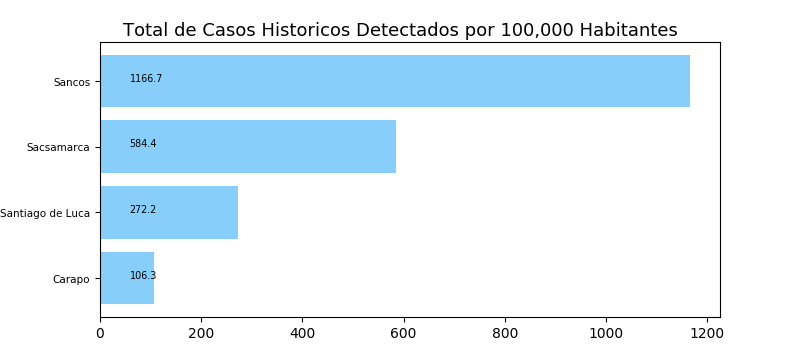 Total de Casos Historicos Detectados por 100,000 Habitantes
Sancos 1166.7
Sacsamarca 584.4
Santiago de Luca 272.2
Carapo 106.3
0 200 400 600 800 1000 1200